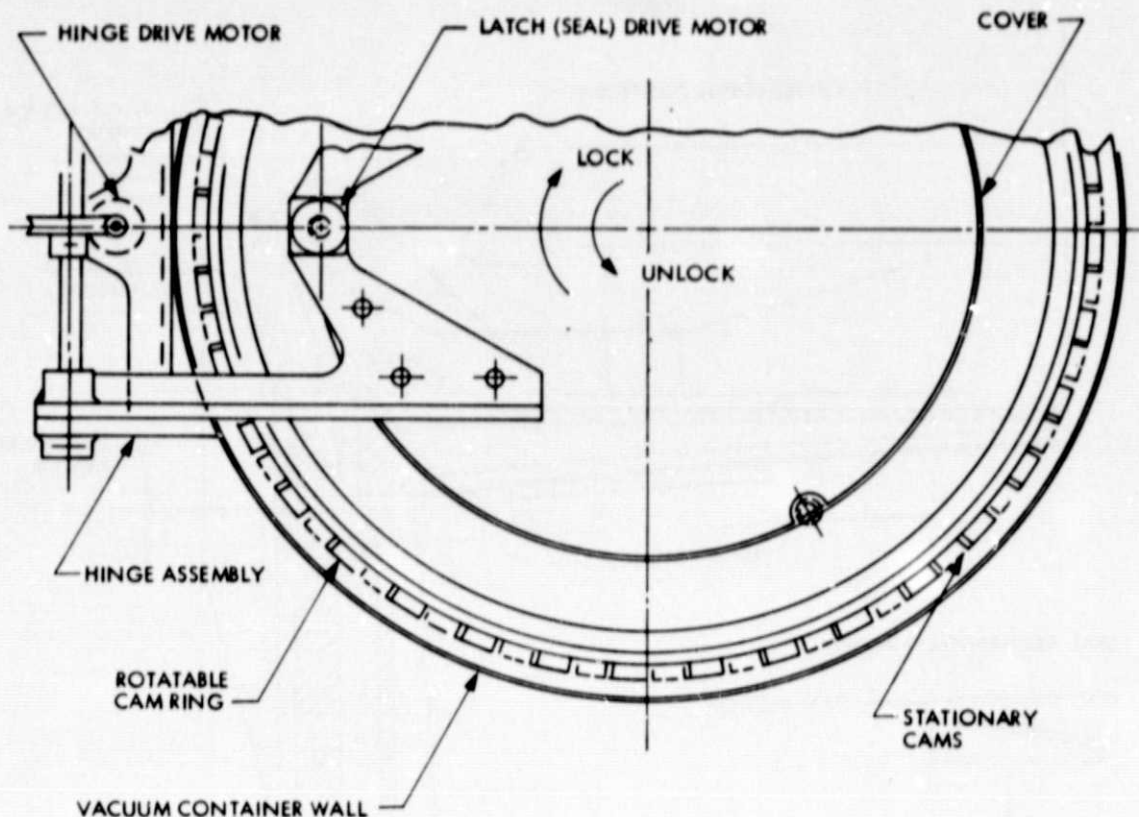 HINGE DRIVE MOTOR
LATCH (SEAL) DRIVE MOTOR
COVER
LOCK
UNLOCK
HINGE ASSEMBLY
ROTATABLE
CAM RING
STATIONARY
CAMS
VACUUM CONTAINER WALL